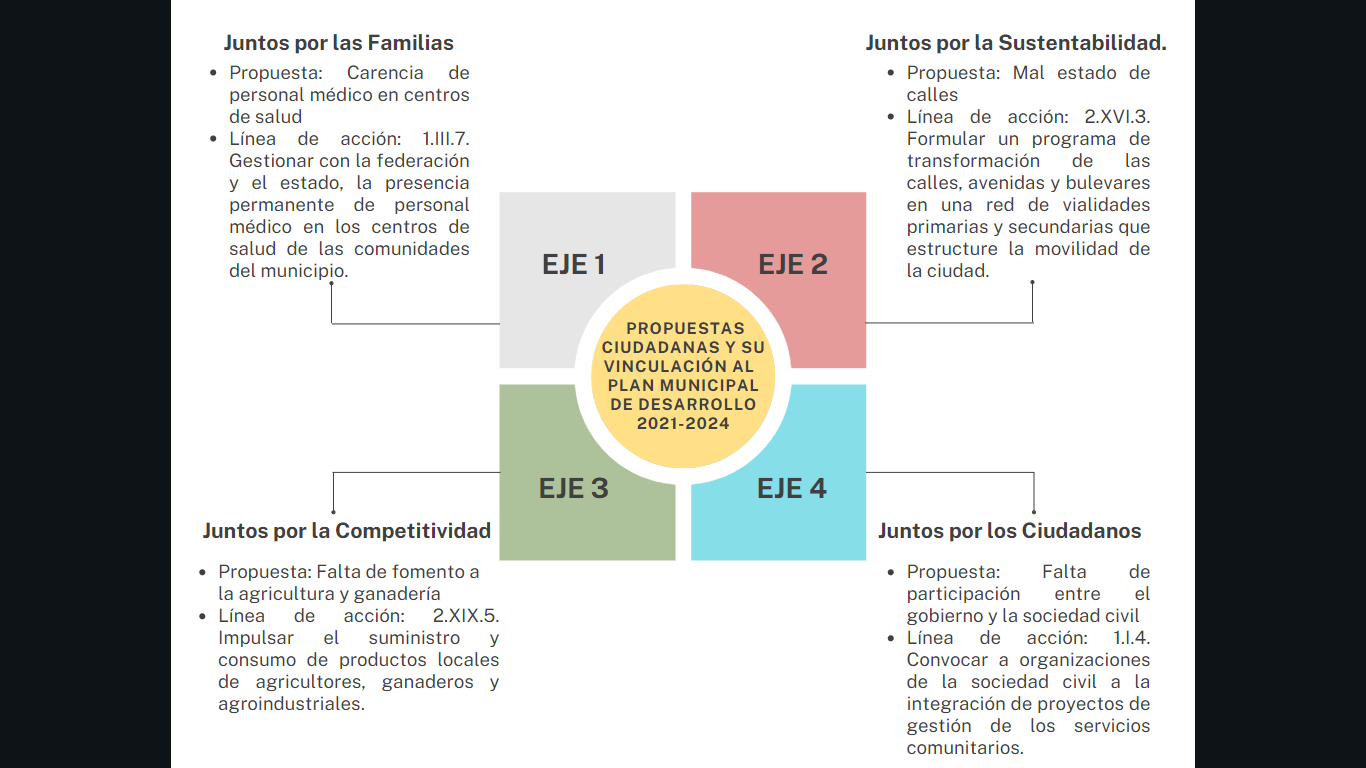 Juntos por las Familias
• Propuesta: Carencia de
personal médico en centros
de salud
• Línea de acción: 1.III.7.
Gestionar con la federación
y el estado, la presencia
permanente de personal
médico en los centros de
salud de las comunidades
del municipio.
Juntos por la Sustentabilidad.
• Propuesta: Mal estado de
calles
• Línea de acción: 2.XVI.3.
Formular un programa de
transformación de las
calles, avenidas y bulevares
en una red de vialidades
primarias y secundarias que
estructure la movilidad de
la ciudad.
EJE 1
EJE 2
PROPUESTAS
CIUDADANAS Y SU
VINCULACIÓN AL
PLAN MUNICIPAL
DE DESARROLLO
2021-2024
EJE 3
EJE 4
Juntos por la Competitividad
• Propuesta: Falta de fomento a
la agricultura y ganadería
• Línea de acción: 2.XIX.5.
Impulsar el suministro y
consumo de productos locales
de agricultores, ganaderos y
agroindustriales.
Juntos por los Ciudadanos
• Propuesta: Falta de
participación entre el
gobierno y la sociedad civil
• Línea de acción: 1.I.4.
Convocar a organizaciones
de la sociedad civil a la
integración de proyectos de
gestión de los servicios
comunitarios.